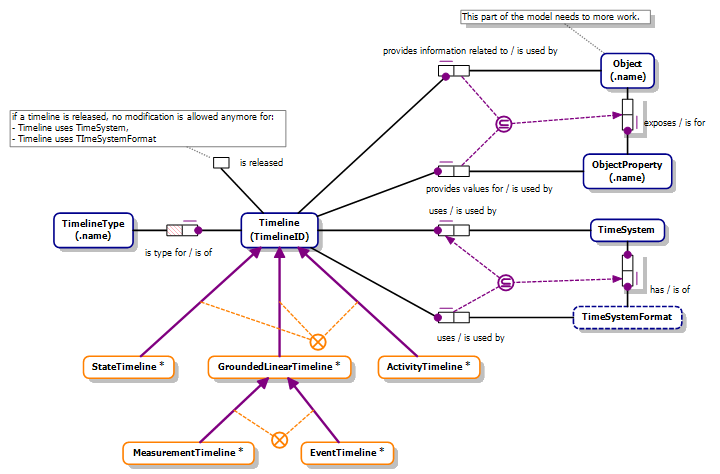 This part of the model needs to more work.
provides information related to / is used by
Object
(.name)
if a timeline is released, no modification is allowed anymore for:
- Timeline uses TimeSystem,
- Timeline uses TImeSystemFormat
exposes / is for
is released
ObjectProperty
(.name)
provides values for / is used by
uses / is used by
TimelineType
(.name)
Timeline
(TimelineID)
TimeSystem
is type for / is of
has / is of
TimeSystemFormat
uses / is used by
StateTimeline *
GroundedLinearTimeline *
ActivityTimeline *
MeasurementTimeline *
EventTimeline *